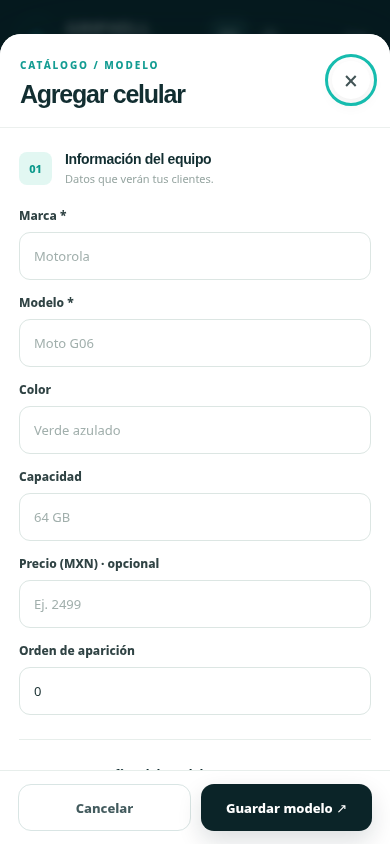 CATÁLOGO / MODELO
Agregar celular
×
01
Información del equipo
Datos que verán tus clientes.
Marca *
Motorola
Modelo *
Moto G06
Color
Verde azulado
Capacidad
64 GB
Precio (MXN) · opcional
Ej. 2499
Orden de aparición
0
Cancelar
Guardar modelo ↗